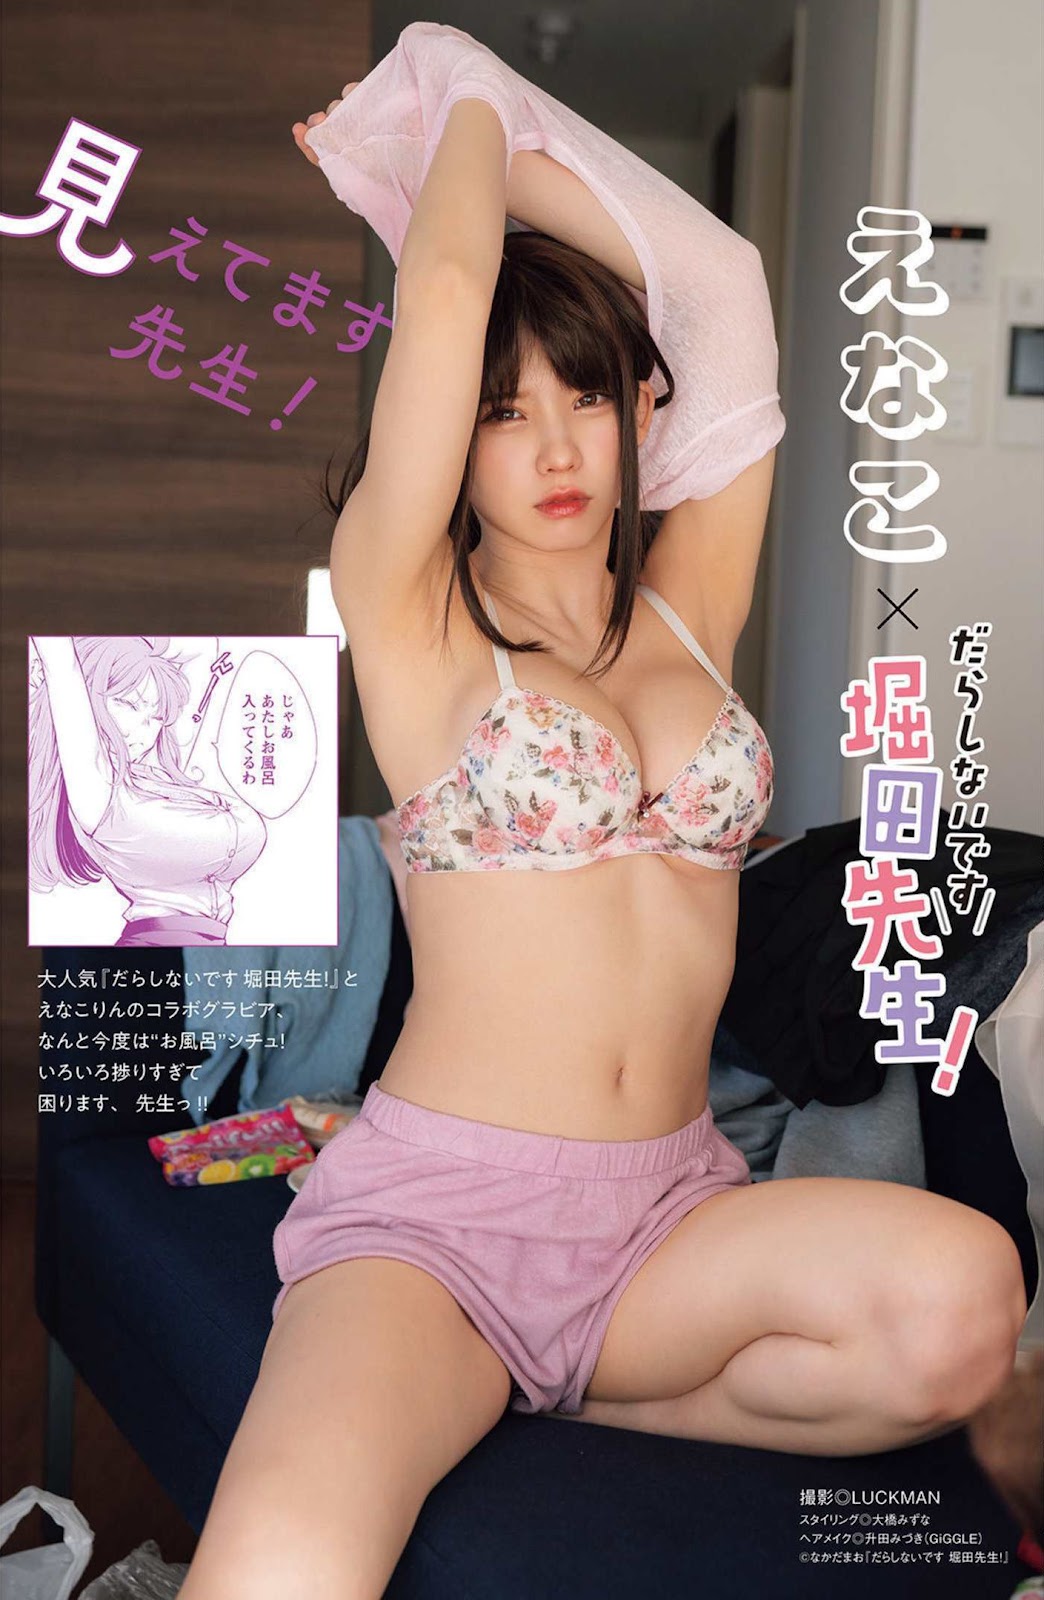 見えてます
先生！
えなこ
×
だらしないです
堀田先生！
じゃあ
あたしお風呂
入ってくるわ
大人気『だらしないです 堀田先生!』と
えなこりんのコラボグラビア、
なんと今度は“お風呂”シチュ!
いろいろ捗りすぎて
困ります、先生っ!!
撮影◎LUCKMAN
スタイリング◎大橋みずな
ヘアメイク◎升田みづき(GiGGLE)
©なかだまお『だらしないです 堀田先生!』